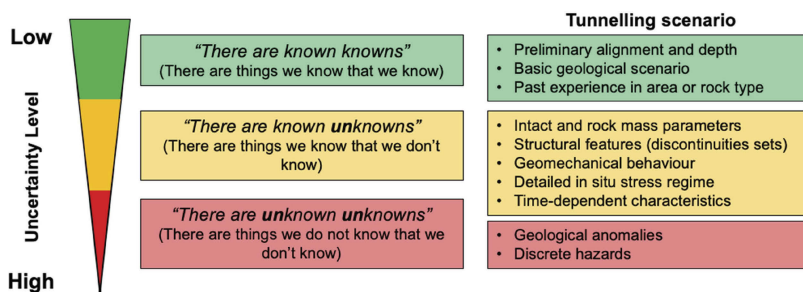 Tunnelling scenario
Low
"There are known knowns"
(There are things we know that we know)
• Preliminary alignment and depth
• Basic geological scenario
• Past experience in area or rock type
Uncertainty Level
"There are known unknowns"
(There are things we know that we don't
know)
• Intact and rock mass parameters
• Structural features (discontinuities sets)
• Geomechanical behaviour
• Detailed in situ stress regime
• Time-dependent characteristics
"There are unknown unknowns"
(There are things we do not know that we
don't know)
• Geological anomalies
• Discrete hazards
High